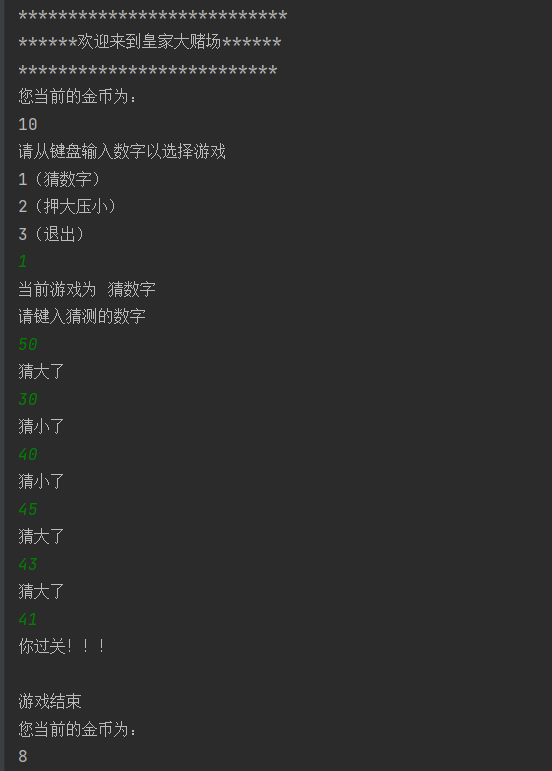 ***************************
******欢迎来到皇家大赌场******
**************************
您当前的金币为:
10
请从键盘输入数字以选择游戏
1（猜数字）
2（押大压小）
3（退出）
1
当前游戏为 猜数字
请键入猜测的数字
50
猜大了
30
猜小了
40
猜小了
45
猜大了
43
猜大了
41
你过关！！！
游戏结束
您当前的金币为:
8